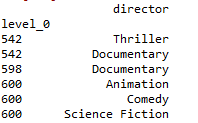 director
level_0
542 Thriller
542 Documentary
598 Documentary
600 Animation
600 Comedy
600 Science Fiction